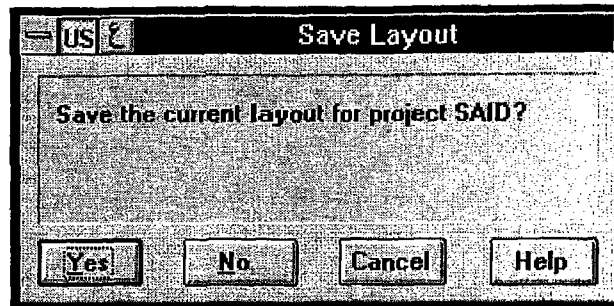 US ع Save Layout
Save the current layout for project SAID?
Yes No Cancel Help